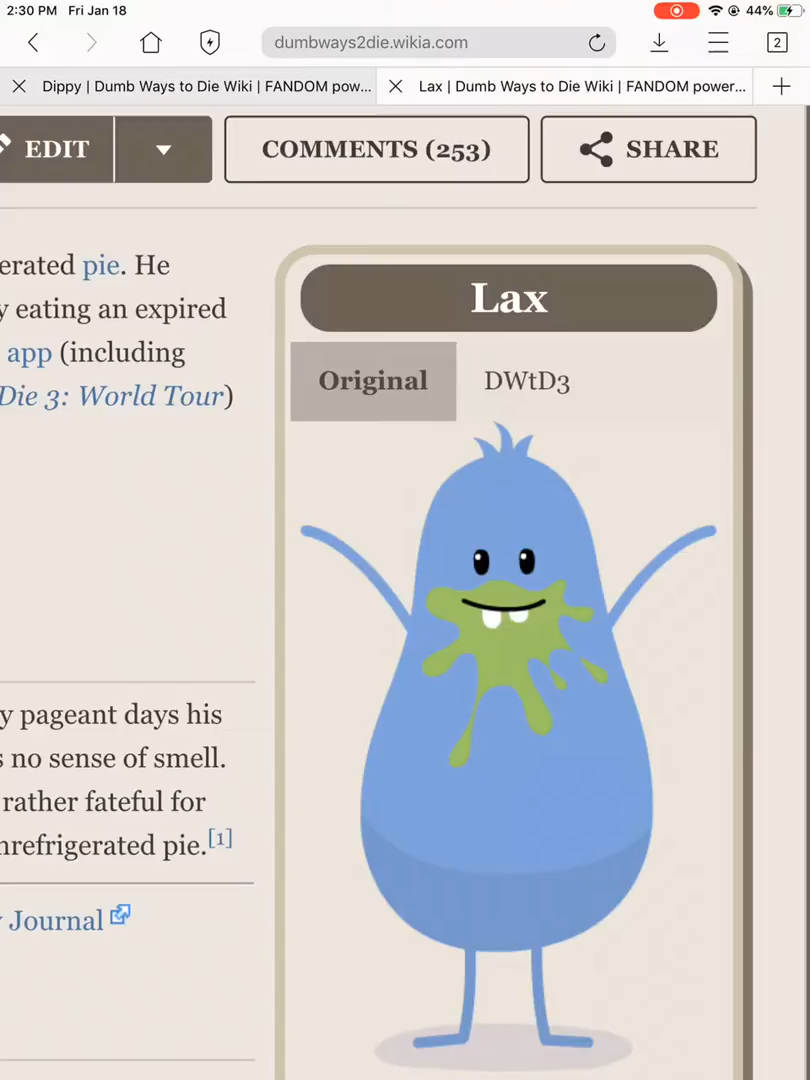 2:30 PM Fri Jan 18
44%
dumbways2die.wikia.com
2
Dippy | Dumb Ways to Die Wiki | FANDOM pow...
Lax | Dumb Ways to Die Wiki | FANDOM power...
EDIT
COMMENTS (253)
SHARE
erated pie. He
y eating an expired
app (including
Die 3: World Tour)
Lax
Original
DWtD3
y pageant days his
s no sense of smell.
rather fateful for
nrefrigerated pie.[1]
y Journal